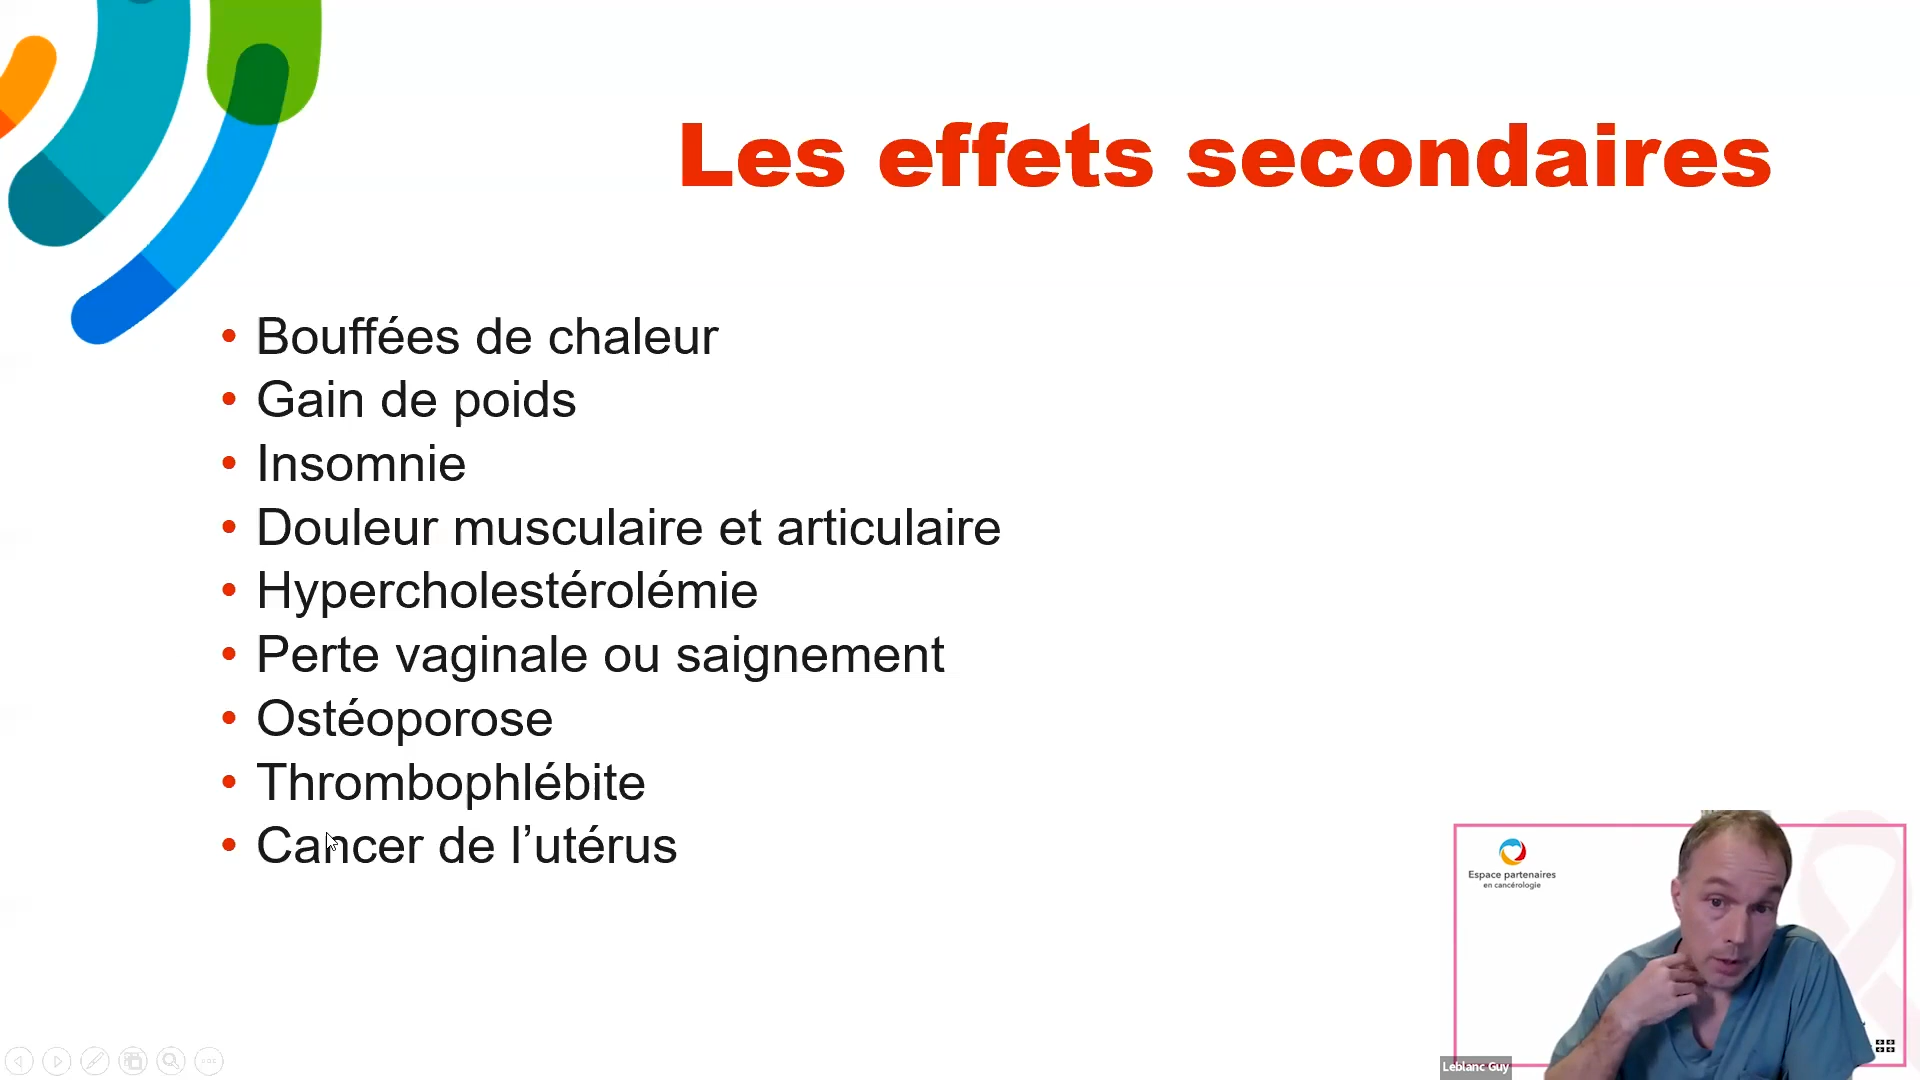 Les effets secondaires
• Bouffées de chaleur
• Gain de poids
• Insomnie
• Douleur musculaire et articulaire
• Hypercholestérolémie
• Perte vaginale ou saignement
• Ostéoporose
• Thrombophlébite
• Cancer de l’utérus
Espace partenaires
en cancérologie
Leblanc Guy